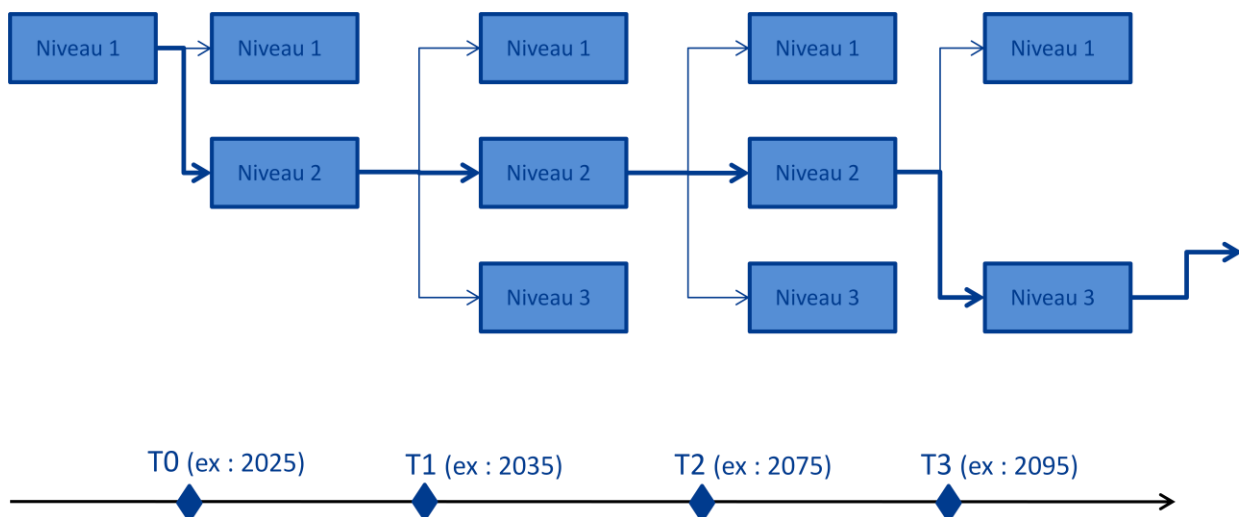 Niveau 1
Niveau 1
Niveau 1
Niveau 1
Niveau 1
Niveau 2
Niveau 2
Niveau 2
Niveau 3
Niveau 3
Niveau 3
T0 (ex : 2025)
T1 (ex : 2035)
T2 (ex : 2075)
T3 (ex : 2095)